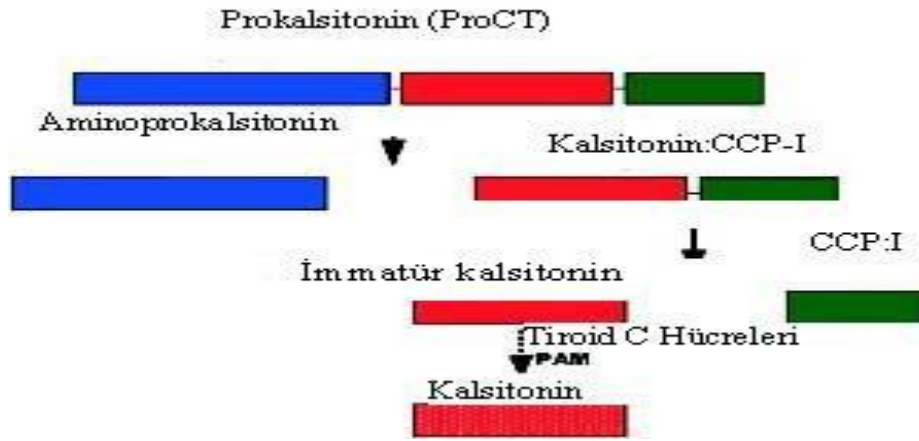 Prokalsitonin (ProCT)
Aminoprokalsitonin
Kalsitonin:CCP-I
CCP:I
İmmatür kalsitonin
Tiroid C Hücreleri
PAM
Kalsitonin